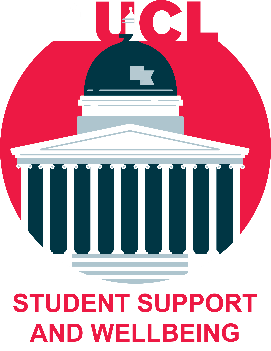 UCL
STUDENT SUPPORT
AND WELLBEING